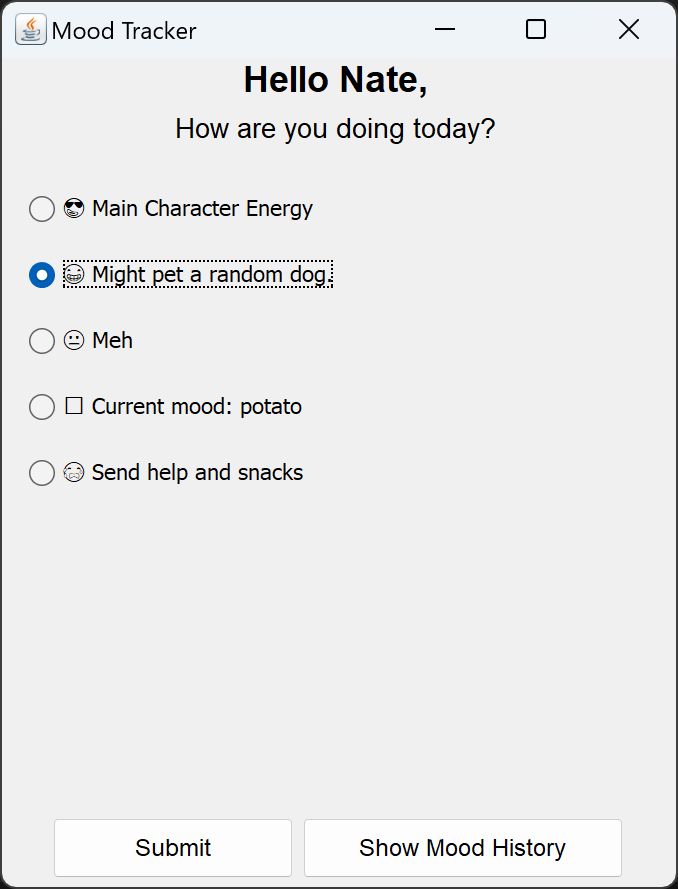 Mood Tracker
Hello Nate,
How are you doing today?
😎 Main Character Energy
😁 Might pet a random dog.
😐 Meh
☐ Current mood: potato
😭 Send help and snacks
Submit
Show Mood History